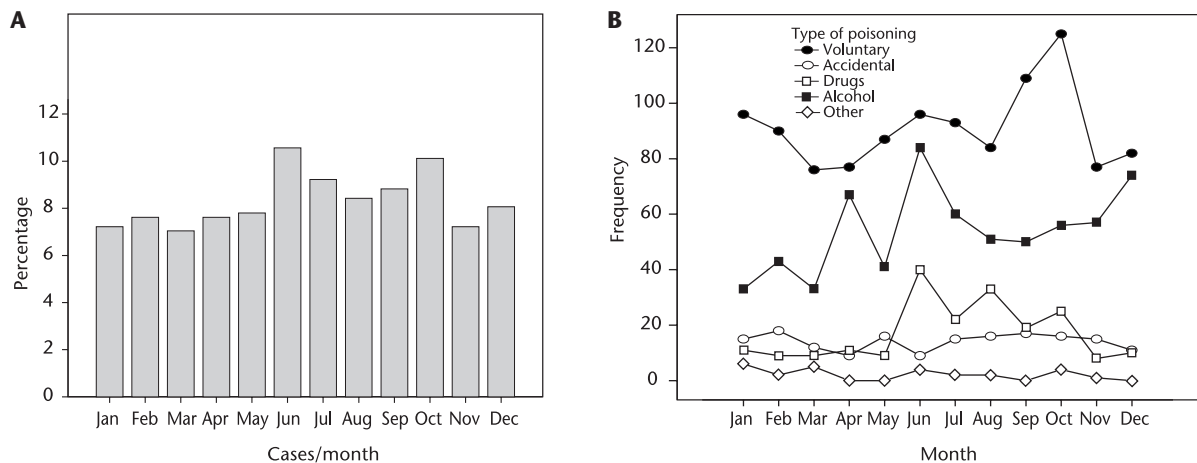 A
Percentage
12
10
8
6
4
2
0
Jan Feb Mar Apr May Jun Jul Aug Sep Oct Nov Dec
Cases/month
B
Type of poisoning
Voluntary
Accidental
Drugs
Alcohol
Other
Frequency
120
100
80
60
40
20
0
Jan Feb Mar Apr May Jun Jul Aug Sep Oct Nov Dec
Month